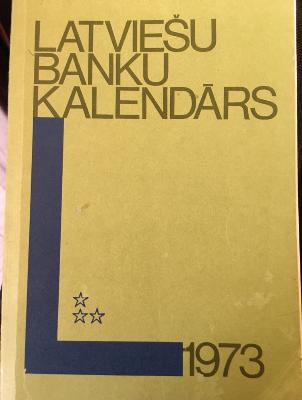 LATVIEŠU
BANKU
KALENDĀRS
1973